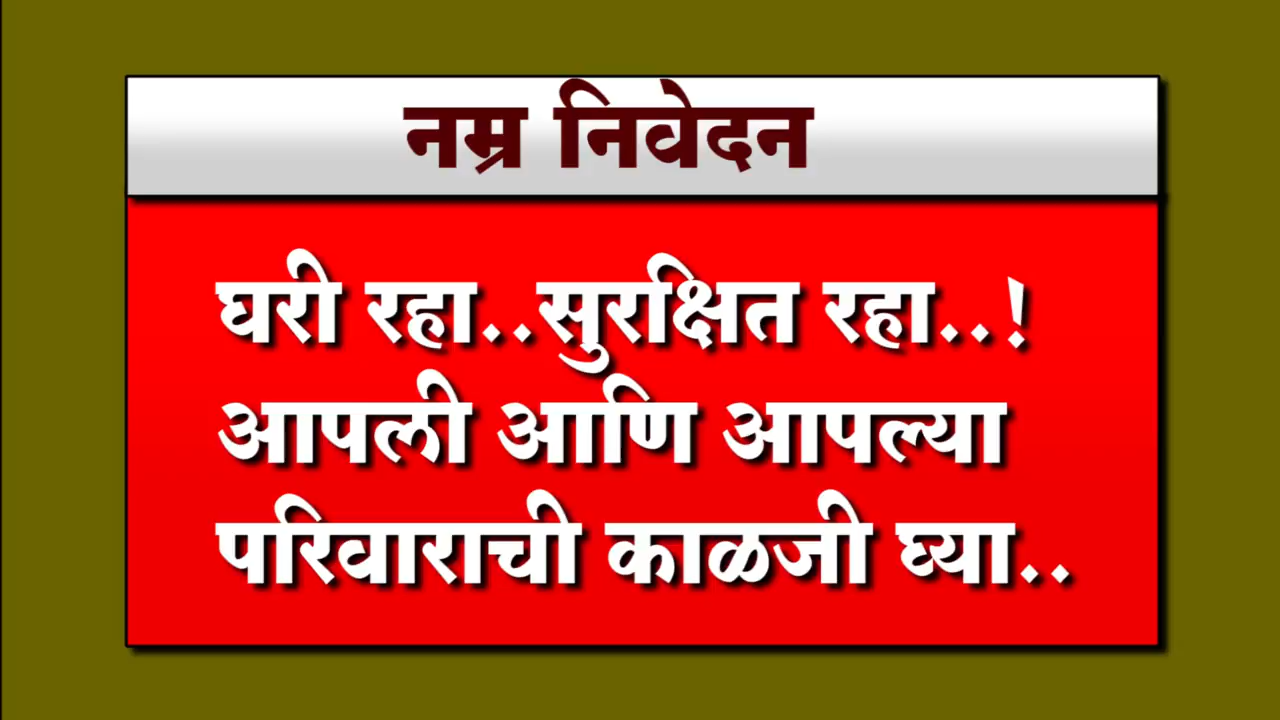 नम्र निवेदन
घरी रहा..सुरक्षित रहा..!
आपली आणि आपल्या
परिवाराची काळजी घ्या..